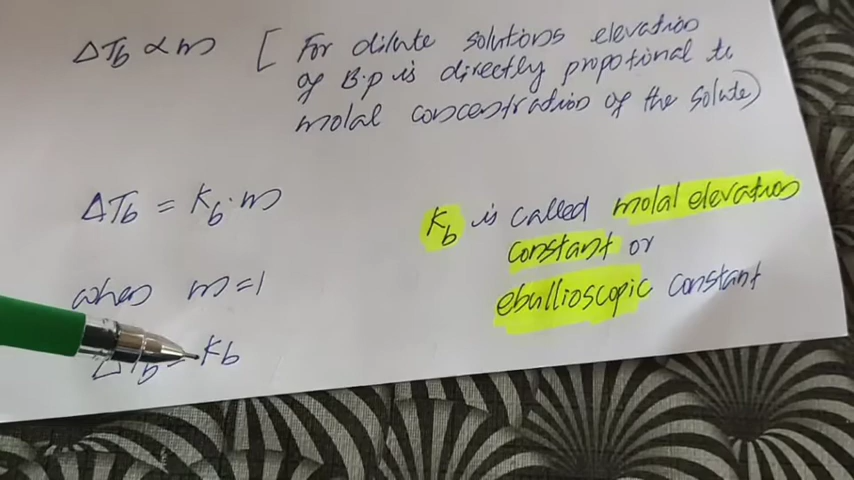 ΔTb ∝ m [ For dilute solutions elevation
of B.p is directly propotional to
molal concentration of the solute)
ΔTb = Kb·m
Kb is called molal elevation
constant or
ebullioscopic constant
when m=1
ΔTb = Kb